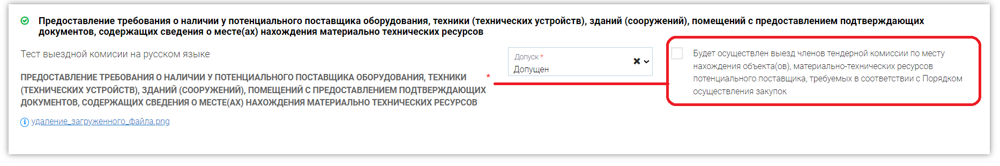 Предоставление требования о наличии у потенциального поставщика оборудования, техники (технических устройств), зданий (сооружений), помещений с предоставлением подтверждающих
документов, содержащих сведения о месте(ах) нахождения материально технических ресурсов
Тест выездной комисии на русском языке
ПРЕДОСТАВЛЕНИЕ ТРЕБОВАНИЯ О НАЛИЧИИ У ПОТЕНЦИАЛЬНОГО ПОСТАВЩИКА ОБОРУДОВАНИЯ, ТЕХНИКИ *
(ТЕХНИЧЕСКИХ УСТРОЙСТВ), ЗДАНИЙ (СООРУЖЕНИЙ), ПОМЕЩЕНИЙ С ПРЕДОСТАВЛЕНИЕМ ПОДТВЕРЖДАЮЩИХ
ДОКУМЕНТОВ, СОДЕРЖАЩИХ СВЕДЕНИЯ О МЕСТЕ(АХ) НАХОЖДЕНИЯ МАТЕРИАЛЬНО ТЕХНИЧЕСКИХ РЕСУРСОВ
удаление_загруженного_файла.png
Допуск *
Допущен
Будет осуществлен выезд членов тендерной комиссии по месту
нахождения объекта(ов), материально-технических ресурсов
потенциального поставщика, требуемых в соответствии с Порядком
осуществления закупок